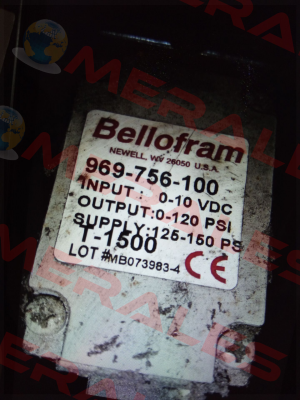 Bellofram
NEWELL, WV 26050 U.S.A.
969-756-100
INPUT: 0-10 VDC
OUTPUT:0-120 PSI
SUPPLY:125-150 PS
T-1500
LOT #MB073983-4 CE